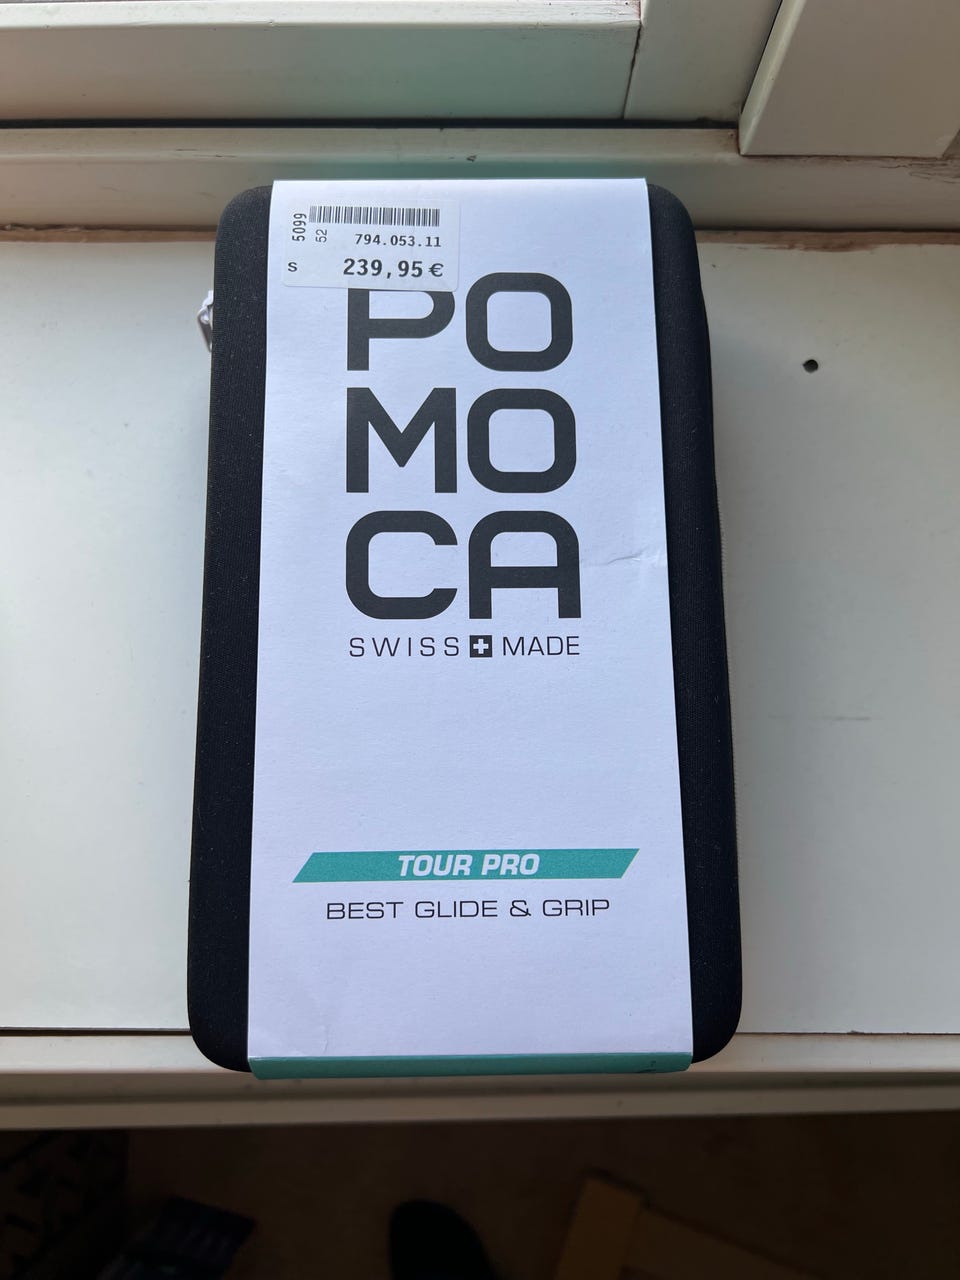 5099
52
794.053.11
S 239,95 €
PO
MO
CA
SWISS MADE
TOUR PRO
BEST GLIDE & GRIP